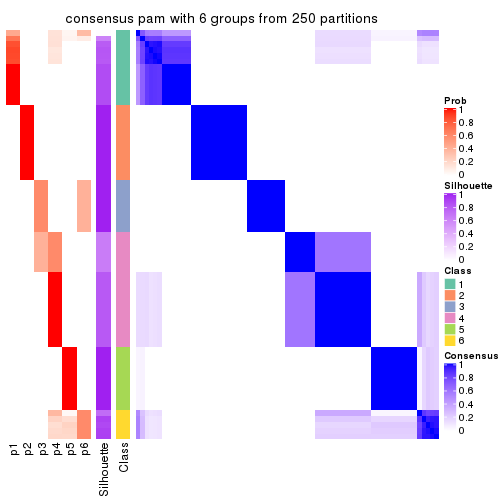 consensus pam with 6 groups from 250 partitions
Prob
1
0.8
0.6
0.4
0.2
0
Silhouette
1
0.8
0.6
0.4
0.2
0
Class
1
2
3
4
5
6
Consensus
1
0.8
0.6
0.4
0.2
0
p1
p2
p3
p4
p5
p6
Silhouette
Class